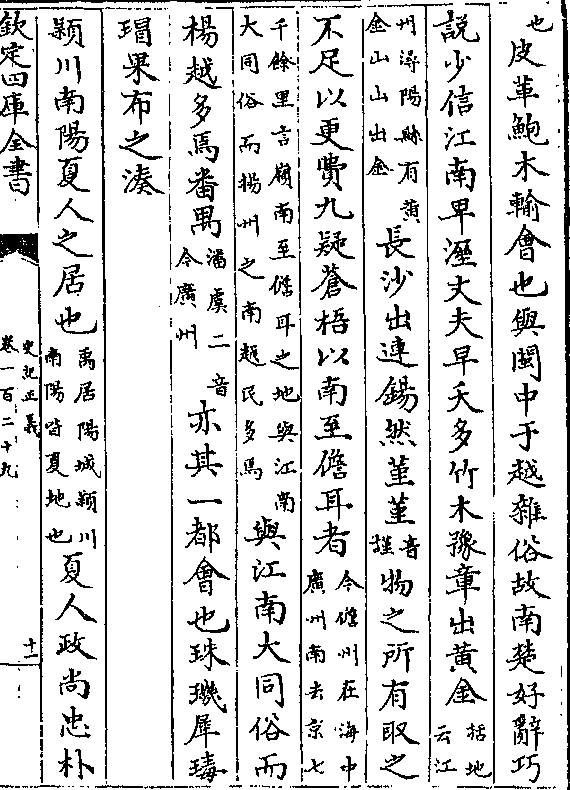 也皮革鮑木輸會也與閩中于越雜俗故南楚好辭巧
說少信江南卑溼丈夫早夭多竹木豫章出黃金括地云江
州潯陽縣有黃金山山出金長沙出連錫然堇堇音謹物之所有取之
不足以更費九疑蒼梧以南至儋耳者今儋州在海中廣州南去京七
千餘里言嶺南至儋耳之地與江南大同俗而揚州之南越民多焉與江南大同俗而
楊越多焉番禺潘虞二音今廣州亦其一都會也珠璣犀瑇
瑁果布之湊
潁川南陽夏人之居也禹居陽城潁川南陽皆夏地也夏人政尚忠朴
欽定四庫全書
史記正義
卷一百二十九
十二